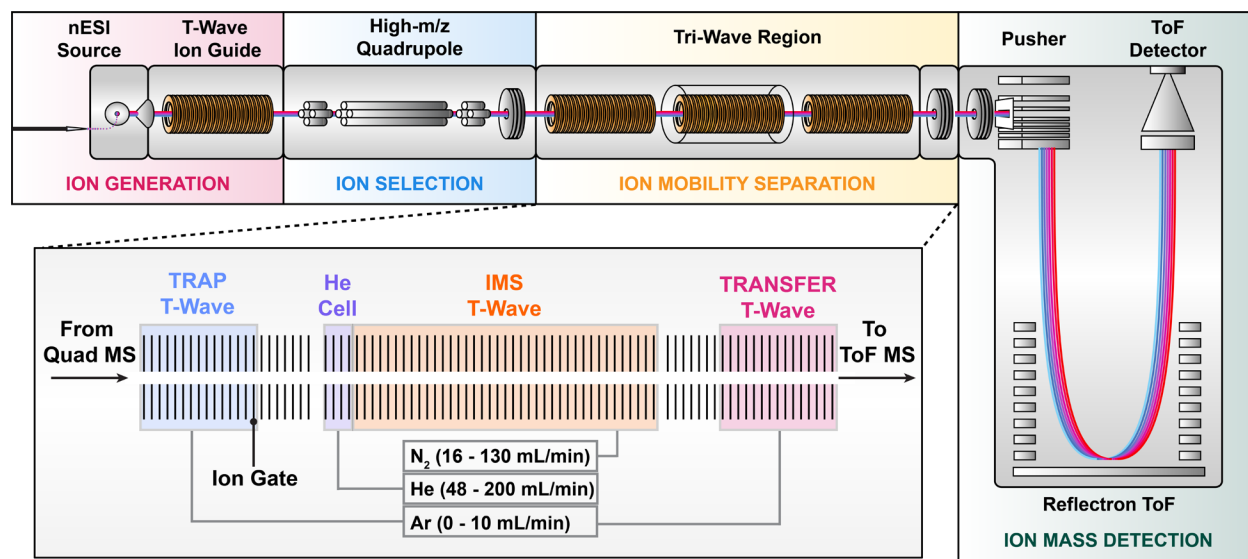 nESI
Source
T-Wave
Ion Guide
High-m/z
Quadrupole
Tri-Wave Region
Pusher
ToF
Detector
ION GENERATION
ION SELECTION
ION MOBILITY SEPARATION
TRAP
T-Wave
He
Cell
IMS
T-Wave
TRANSFER
T-Wave
From
Quad MS
To
ToF MS
Ion Gate
N₂ (16 - 130 mL/min)
He (48 - 200 mL/min)
Ar (0 - 10 mL/min)
Reflectron ToF
ION MASS DETECTION